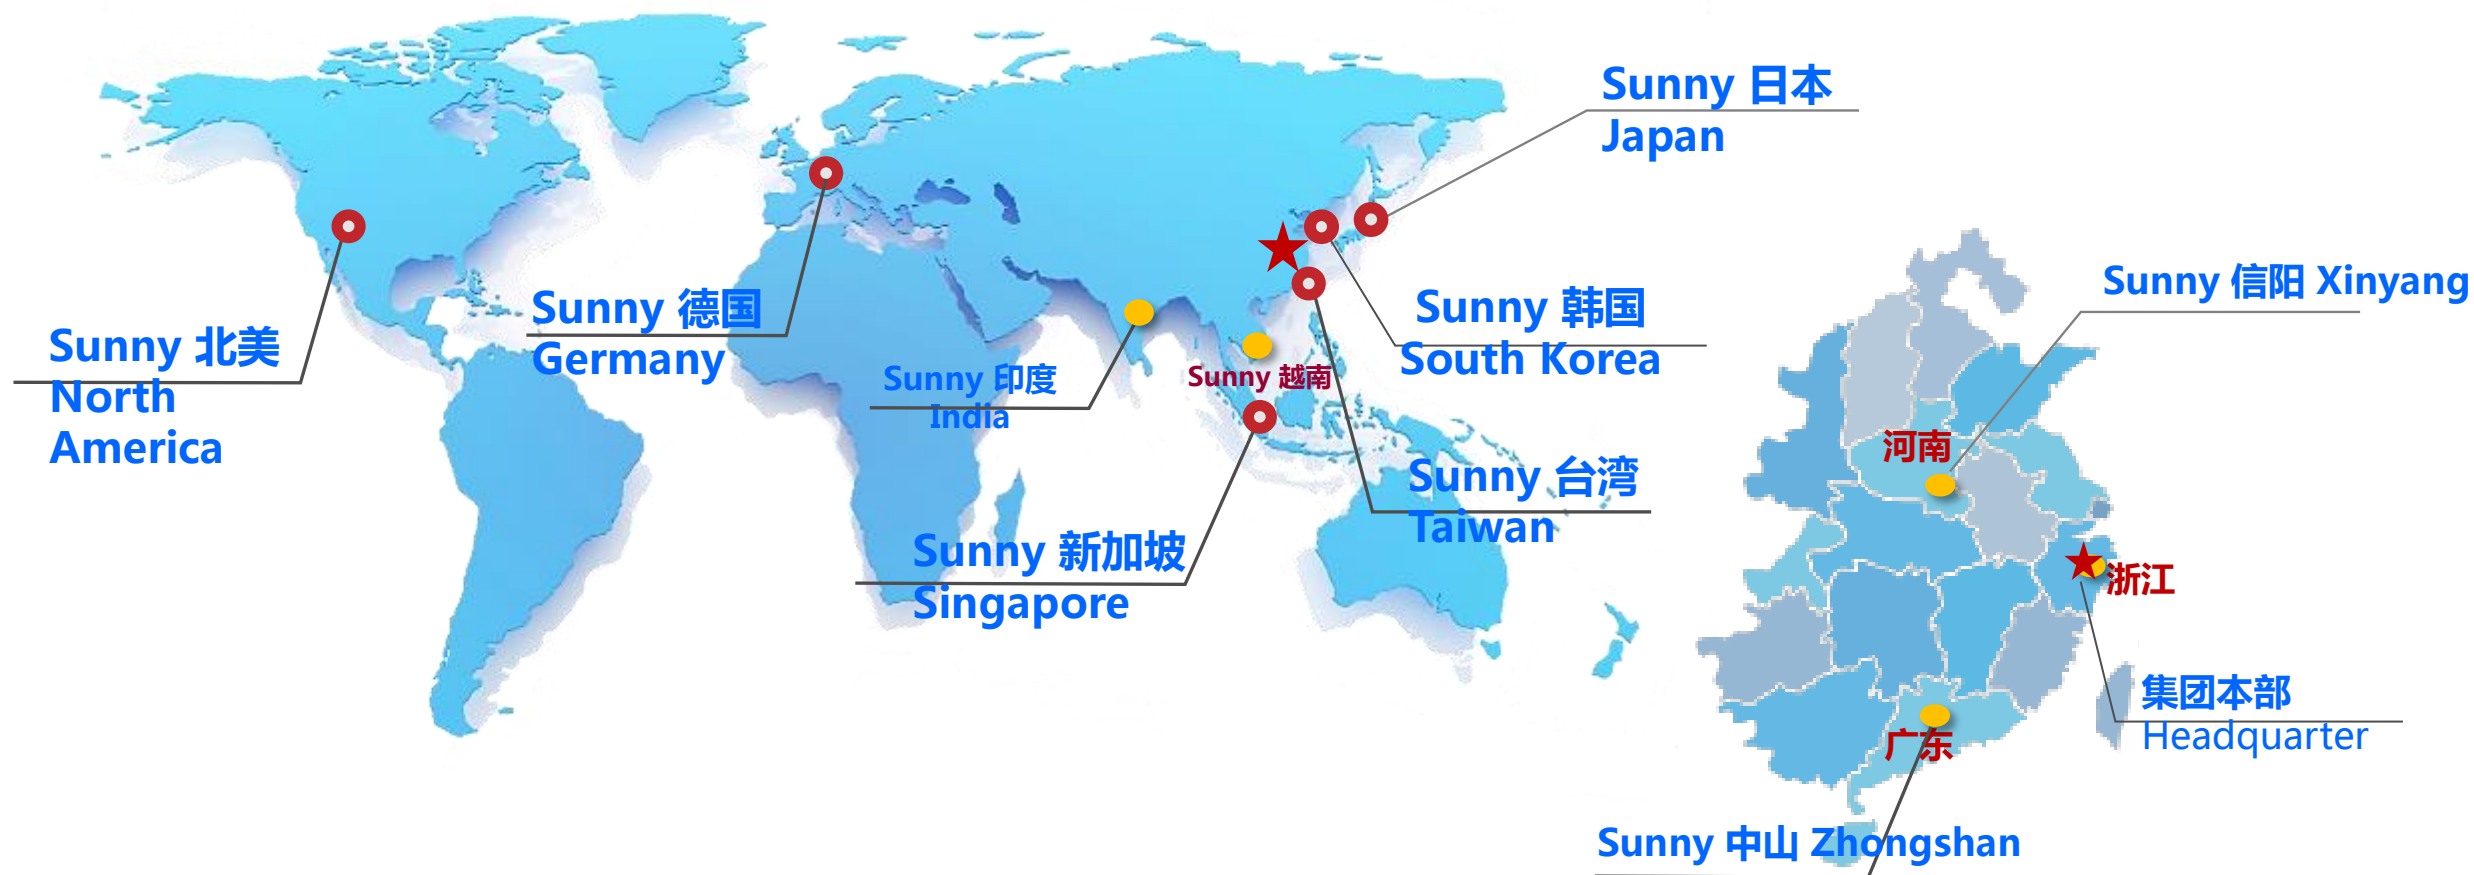 Sunny 日本
Japan
Sunny 信阳 Xinyang
Sunny 德国
Germany
Sunny 韩国
South Korea
Sunny 北美
North
America
Sunny 印度
India
Sunny 越南
河南
Sunny 台湾
Taiwan
Sunny 新加坡
Singapore
浙江
集团本部
Headquarter
广东
Sunny 中山 Zhongshan